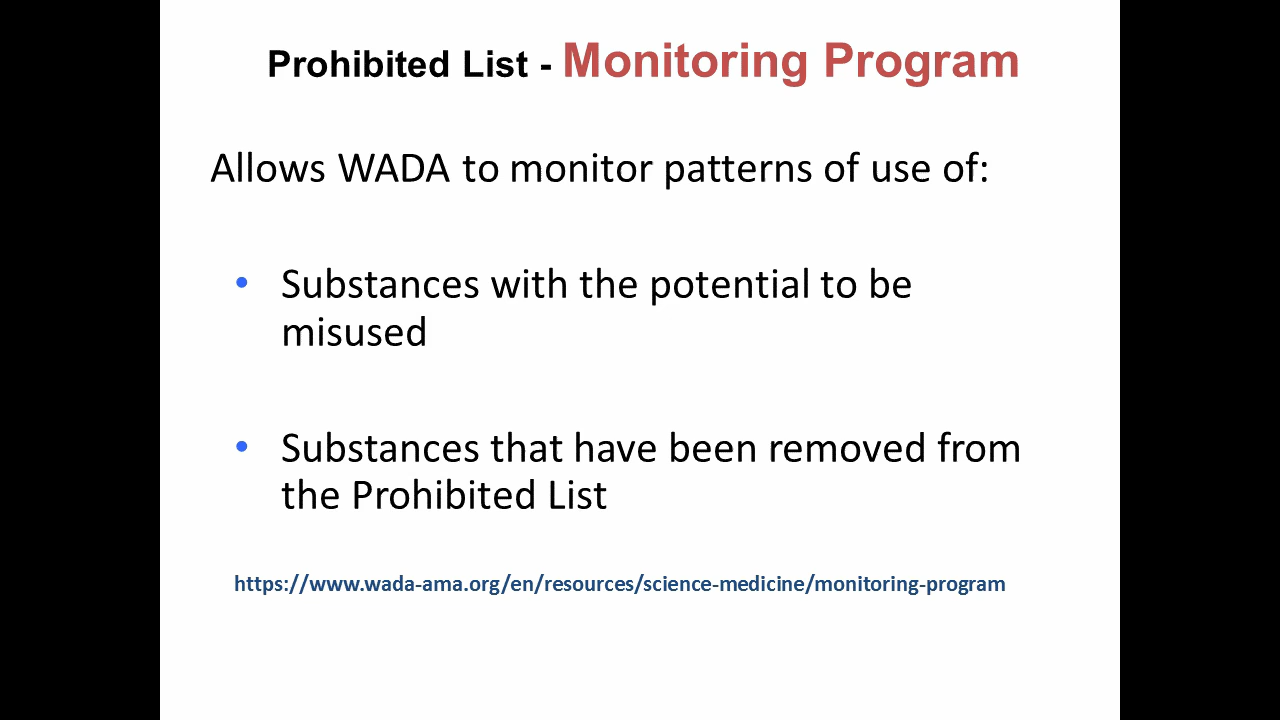 Prohibited List - Monitoring Program
Allows WADA to monitor patterns of use of:
• Substances with the potential to be
misused
• Substances that have been removed from
the Prohibited List
https://www.wada-ama.org/en/resources/science-medicine/monitoring-program